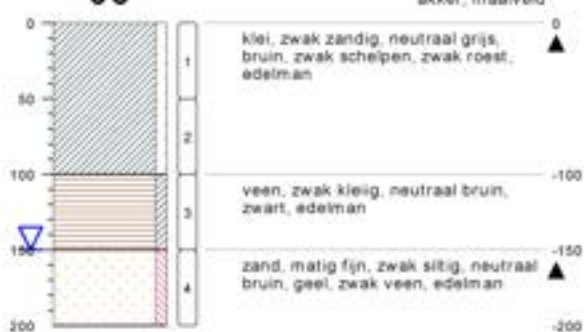 akker, maaiveld
0
0
klei, zwak zandig, neutraal grijs,
bruin, zwak schelpen, zwak roest,
edelman
1
50
2
100
-100
veen, zwak kleiig, neutraal bruin,
zwart, edelman
3
150
-150
zand, matig fijn, zwak siltig, neutraal
bruin, geel, zwak veen, edelman
4
200
-200